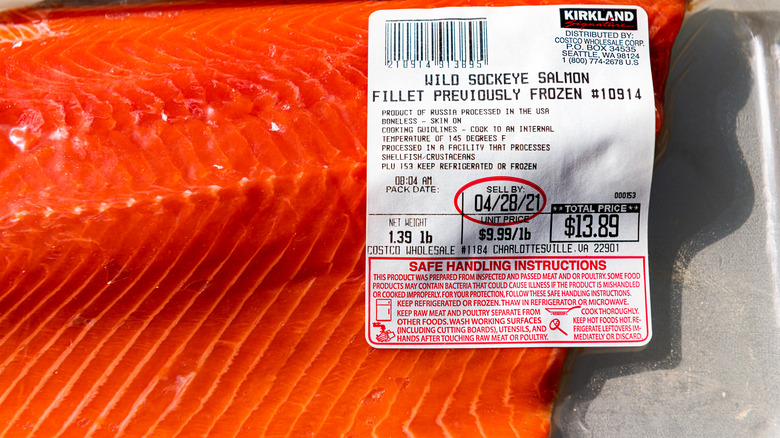 KIRKLAND
Signature
DISTRIBUTED BY:
COSTCO WHOLESALE CORP.
P.O. BOX 34535
SEATTLE, WA 98124
1 (800) 774-2678 U.S
210914 913895
WILD SOCKEYE SALMON
FILLET PREVIOUSLY FROZEN #10914
PRODUCT OF RUSSIA PROCESSED IN THE USA
BONELESS - SKIN ON
COOKING GUIDLINES - COOK TO AN INTERNAL
TEMPERATURE OF 145 DEGREES F
PROCESSED IN A FACILITY THAT PROCESSES
SHELLFISH/CRUSTACEANS
PLU 153 KEEP REFRIGERATED OR FROZEN
08:04 AM
PACK DATE:
SELL BY:
04/28/21
000153
NET WEIGHT
1.39 lb
UNIT PRICE
$9.99/lb
** TOTAL PRICE **
$13.89
COSTCO WHOLESALE #1184 CHARLOTTESVILLE.VA 22901
SAFE HANDLING INSTRUCTIONS
THIS PRODUCT WAS PREPARED FROM INSPECTED AND PASSED MEAT AND/OR POULTRY. SOME FOOD
PRODUCTS MAY CONTAIN BACTERIA THAT COULD CAUSE ILLNESS IF THE PRODUCT IS MISHANDLED
OR COOKED IMPROPERLY. FOR YOUR PROTECTION, FOLLOW THESE SAFE HANDLING INSTRUCTIONS.
KEEP REFRIGERATED OR FROZEN. THAW IN REFRIGERATOR OR MICROWAVE.
KEEP RAW MEAT AND POULTRY SEPARATE FROM
OTHER FOODS. WASH WORKING SURFACES
(INCLUDING CUTTING BOARDS), UTENSILS, AND
HANDS AFTER TOUCHING RAW MEAT OR POULTRY.
COOK THOROUGHLY.
KEEP HOT FOODS HOT. RE-
FRIGERATE LEFTOVERS IM-
MEDIATELY OR DISCARD.